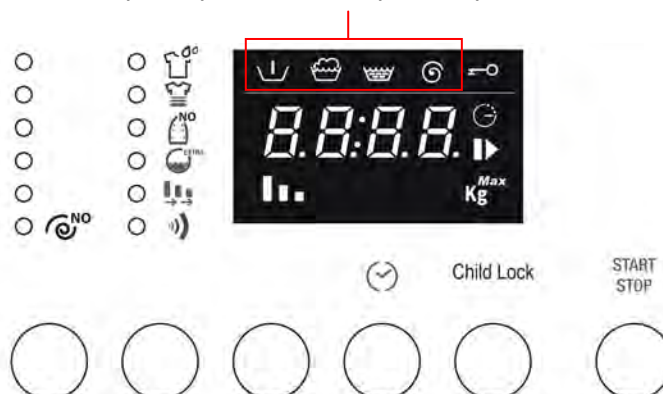 NO
EXTRA
8.8:8.8.
Max
Kg
NO
Child Lock
START
STOP